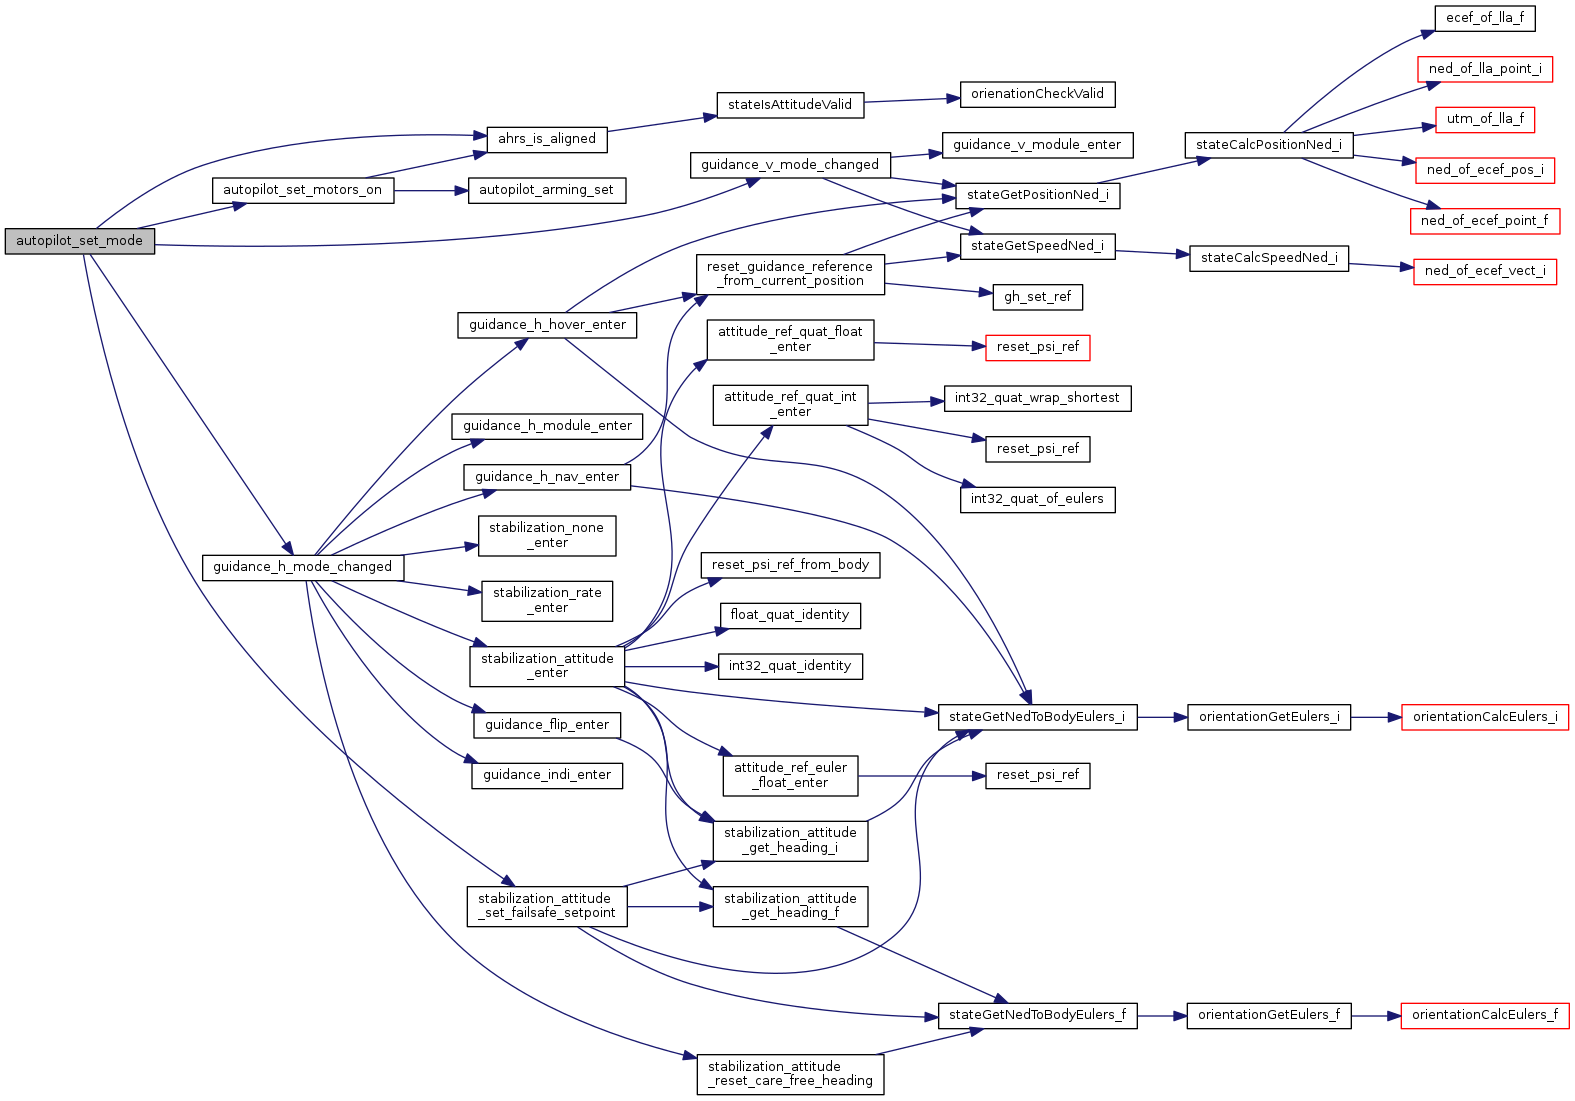 autopilot_set_mode
ahrs_is_aligned
autopilot_set_motors_on
autopilot_arming_set
stateIsAttitudeValid
orienationCheckValid
guidance_v_mode_changed
guidance_v_module_enter
stateGetPositionNed_i
stateGetSpeedNed_i
stateCalcPositionNed_i
stateCalcSpeedNed_i
ecef_of_lla_f
ned_of_lla_point_i
utm_of_lla_f
ned_of_ecef_pos_i
ned_of_ecef_point_f
ned_of_ecef_vect_i
reset_guidance_reference
_from_current_position
gh_set_ref
guidance_h_hover_enter
attitude_ref_quat_float
_enter
reset_psi_ref
attitude_ref_quat_int
_enter
int32_quat_wrap_shortest
reset_psi_ref
int32_quat_of_eulers
guidance_h_module_enter
guidance_h_nav_enter
stabilization_none
_enter
guidance_h_mode_changed
stabilization_rate
_enter
stabilization_attitude
_enter
reset_psi_ref_from_body
float_quat_identity
int32_quat_identity
guidance_flip_enter
guidance_indi_enter
stateGetNedToBodyEulers_i
orientationGetEulers_i
orientationCalcEulers_i
attitude_ref_euler
_float_enter
reset_psi_ref
stabilization_attitude
_get_heading_i
stabilization_attitude
_set_failsafe_setpoint
stabilization_attitude
_get_heading_f
stateGetNedToBodyEulers_f
orientationGetEulers_f
orientationCalcEulers_f
stabilization_attitude
_reset_care_free_heading